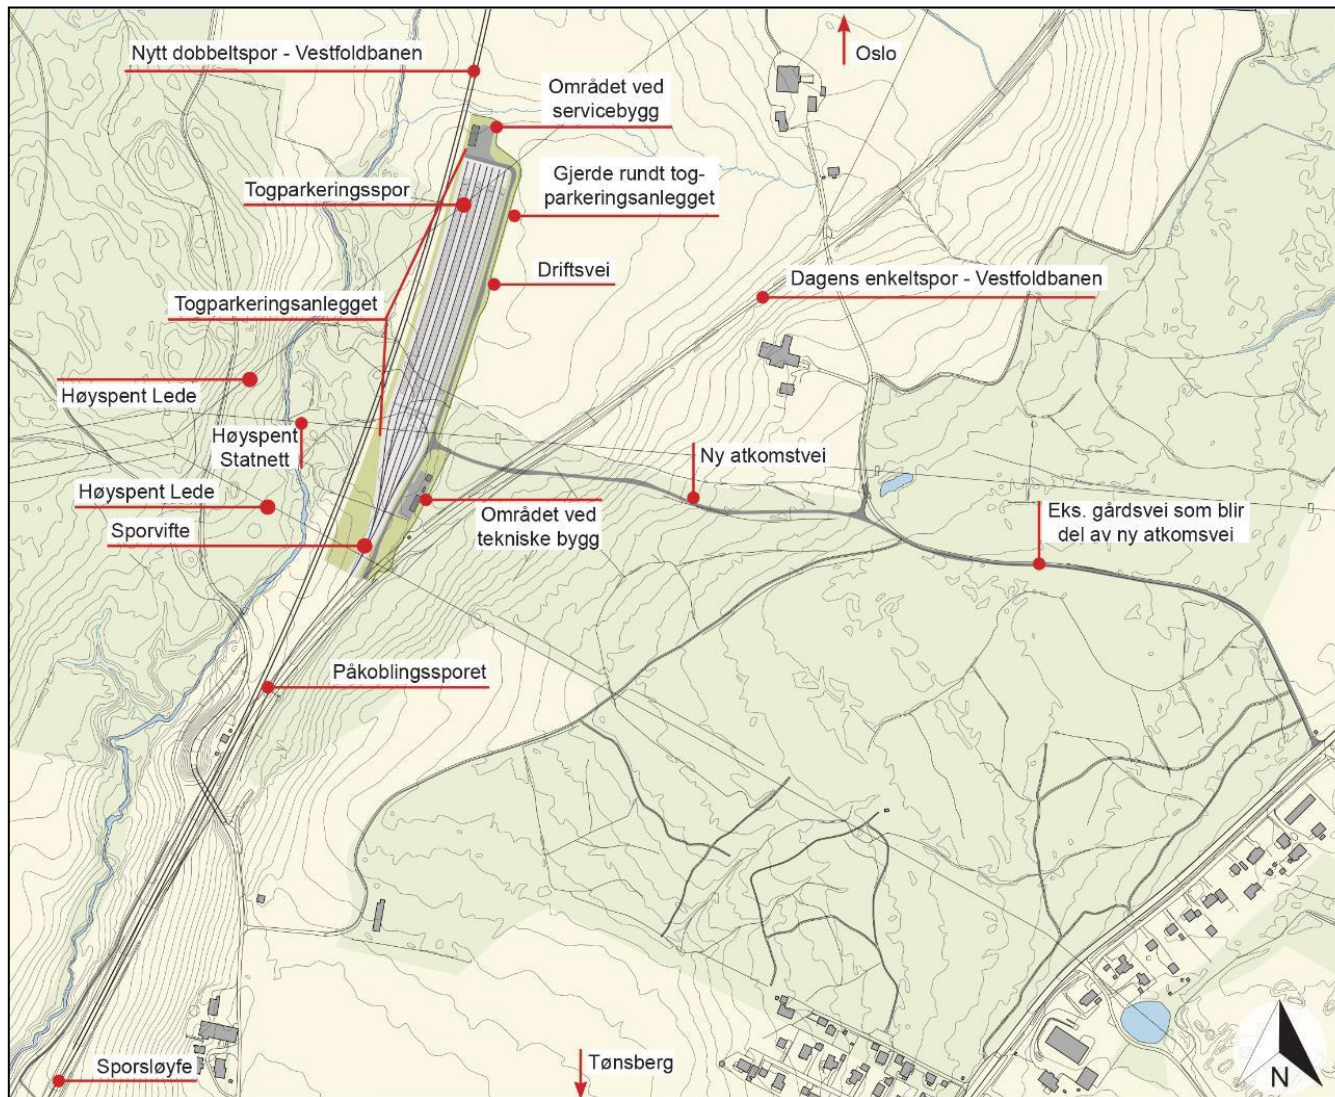 Nytt dobbeltspor - Vestfoldbanen
Oslo
Området ved
servicebygg
Togparkeringsspor
Gjerde rundt tog-
parkeringsanlegget
Driftsvei
Dagens enkeltspor - Vestfoldbanen
Togparkeringsanlegget
Høyspent Lede
Høyspent
Statnett
Ny atkomstvei
Høyspent Lede
Sporvifte
Området ved
tekniske bygg
Eks. gårdsvei som blir
del av ny atkomsvei
Påkoblingssporet
Sporsløyfe
Tønsberg
N